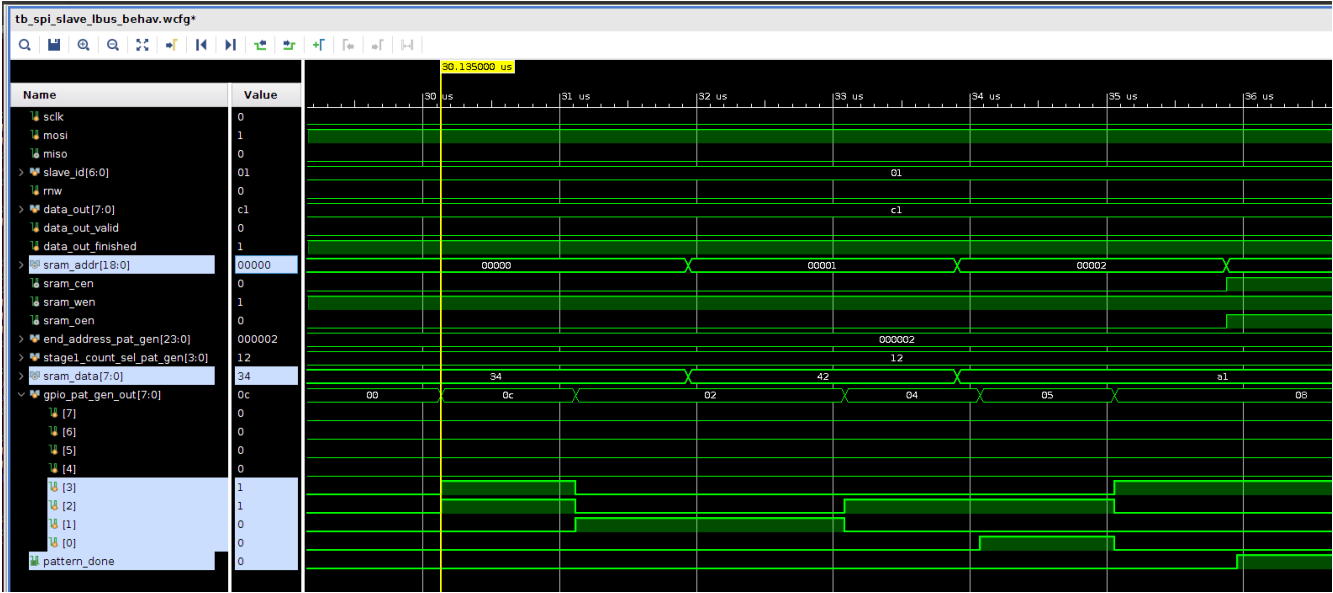 tb_spi_slave_lbus_behav.wcfg*
30.135000 us
Name Value
30 us 31 us 32 us 33 us 34 us 35 us 36 us
sclk 0
mosi 1
miso 0
slave_id[6:0] 01 01
rnw 0
data_out[7:0] c1 c1
data_out_valid 0
data_out_finished 1
sram_addr[18:0] 00000 00000 00001 00002
sram_cen 0
sram_wen 1
sram_oen 0
end_address_pat_gen[23:0] 000002 000002
stage1_count_sel_pat_gen[3:0] 12 12
sram_data[7:0] 34 34 42 a1
gpio_pat_gen_out[7:0] 0c 00 0c 02 04 05 08
[7] 0
[6] 0
[5] 0
[4] 0
[3] 1
[2] 1
[1] 0
[0] 0
pattern_done 0